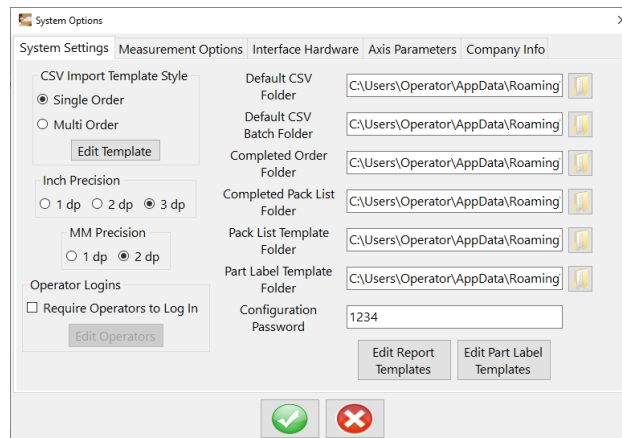 System Options
System Settings
Measurement Options
Interface Hardware
Axis Parameters
Company Info
CSV Import Template Style
Single Order
Multi Order
Edit Template
Inch Precision
1 dp
2 dp
3 dp
MM Precision
1 dp
2 dp
Operator Logins
Require Operators to Log In
Edit Operators
Default CSV
Folder
C:\Users\Operator\AppData\Roaming
Default CSV
Batch Folder
C:\Users\Operator\AppData\Roaming
Completed Order
Folder
C:\Users\Operator\AppData\Roaming
Completed Pack List
Folder
C:\Users\Operator\AppData\Roaming
Pack List Template
Folder
C:\Users\Operator\AppData\Roaming
Part Label Template
Folder
C:\Users\Operator\AppData\Roaming
Configuration
Password
1234
Edit Report
Templates
Edit Part Label
Templates